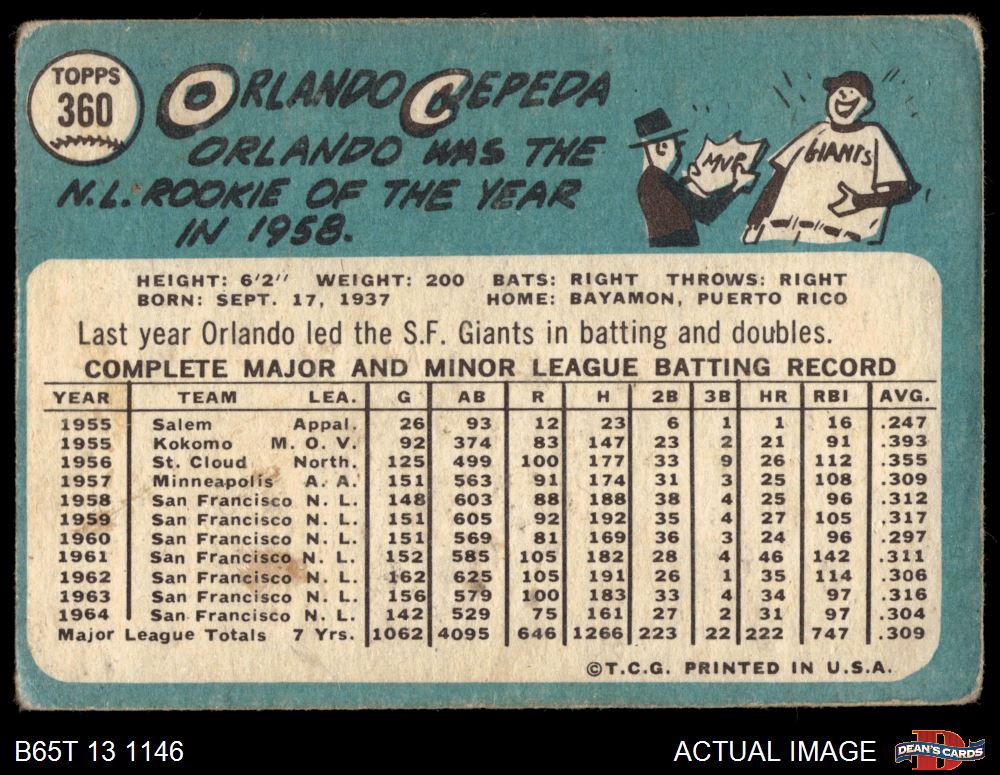 TOPPS
360
ORLANDO CEPEDA
ORLANDO WAS THE
N.L. ROOKIE OF THE YEAR
IN 1958.
MVP
GIANTS
HEIGHT: 6'2" WEIGHT: 200 BATS: RIGHT THROWS: RIGHT
BORN: SEPT. 17, 1937 HOME: BAYAMON, PUERTO RICO
Last year Orlando led the S.F. Giants in batting and doubles.
COMPLETE MAJOR AND MINOR LEAGUE BATTING RECORD
YEAR TEAM LEA. G AB R H 2B 3B HR RBI AVG.
1955 Salem Appal. 26 93 12 23 6 1 1 16 .247
1955 Kokomo M. O. V. 92 374 83 147 23 2 21 91 .393
1956 St. Cloud North. 125 499 100 177 33 9 26 112 .355
1957 Minneapolis A. A. 151 563 91 174 31 3 25 108 .309
1958 San Francisco N. L. 148 603 88 188 38 4 25 96 .312
1959 San Francisco N. L. 151 605 92 192 35 4 27 105 .317
1960 San Francisco N. L. 151 569 81 169 36 3 24 96 .297
1961 San Francisco N. L. 152 585 105 182 28 4 46 142 .311
1962 San Francisco N. L. 162 625 105 191 26 1 35 114 .306
1963 San Francisco N. L. 156 579 100 183 33 4 34 97 .316
1964 San Francisco N. L. 142 529 75 161 27 2 31 97 .304
Major League Totals 7 Yrs. 1062 4095 646 1266 223 22 222 747 .309
©T.C.G. PRINTED IN U.S.A.
B65T 13 1146
ACTUAL IMAGE
DEAN'S CARDS